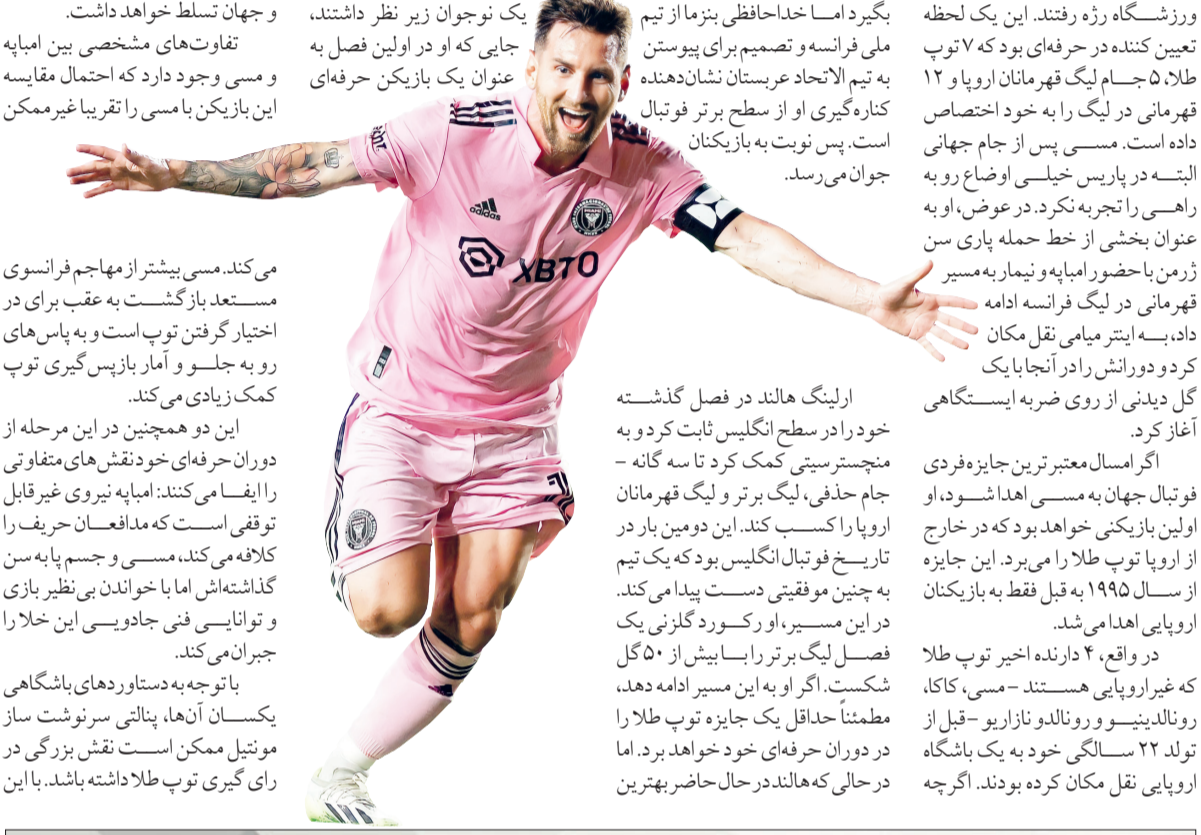 ورزشگاه رژه رفتند. این یک لحظه
تعیین کننده در حرفه‌ای بود که ۷ توپ
طلا، ۵ جام لیگ قهرمانان اروپا و ۱۲
قهرمانی در لیگ را به خود اختصاص
داده است. مسی پس از جام جهانی
البته در پاریس خیلی اوضاع رو به
راهی را تجربه نکرد. در عوض، او به
عنوان بخشی از خط حمله پاری سن
ژرمن با حضور امباپه و نیمار به مسیر
قهرمانی در لیگ فرانسه ادامه
داد، به اینتر میامی نقل مکان
کرد و دورانش را در آنجا با یک
گل دیدنی از روی ضربه ایستگاهی
آغاز کرد.
اگر امسال معتبرترین جایزه فردی
فوتبال جهان به مسی اهدا شود، او
اولین بازیکنی خواهد بود که در خارج
از اروپا توپ طلا را می‌برد. این جایزه
از سال ۱۹۹۵ به قبل فقط به بازیکنان
اروپایی اهدا می‌شد.
در واقع، ۴ دارنده اخیر توپ طلا
که غیراروپایی هستند – مسی، کاکا،
رونالدینیو و رونالدو نازاریو – قبل از
تولد ۲۲ سالگی خود به یک باشگاه
اروپایی نقل مکان کرده بودند. اگرچه
بگیرد اما خداحافظی بنزما از تیم
ملی فرانسه و تصمیم برای پیوستن
به تیم الاتحاد عربستان نشان‌دهنده
کناره‌گیری او از سطح برتر فوتبال
است. پس نوبت به بازیکنان
جوان می‌رسد.
ارلینگ هالند در فصل گذشته
خود را در سطح انگلیس ثابت کرد و به
منچسترسیتی کمک کرد تا سه گانه –
جام حذفی، لیگ برتر و لیگ قهرمانان
اروپا را کسب کند. این دومین بار در
تاریخ فوتبال انگلیس بود که یک تیم
به چنین موفقیتی دست پیدا می‌کند.
در این مسیر، او رکورد گلزنی یک
فصل لیگ برتر را با بیش از ۵۰ گل
شکست. اگر او به این مسیر ادامه دهد،
مطمئناً حداقل یک جایزه توپ طلا را
در دوران حرفه‌ای خود خواهد برد. اما
در حالی که هالند در حال حاضر بهترین
یک نوجوان زیر نظر داشتند،
جایی که او در اولین فصل به
عنوان یک بازیکن حرفه‌ای
adidas
XBTO
و جهان تسلط خواهد داشت.
تفاوت‌های مشخصی بین امباپه
و مسی وجود دارد که احتمال مقایسه
این بازیکن با مسی را تقریبا غیرممکن
می‌کند. مسی بیشتر از مهاجم فرانسوی
مستعد بازگشت به عقب برای در
اختیار گرفتن توپ است و به پاس‌های
رو به جلو و آمار بازپس‌گیری توپ
کمک زیادی می‌کند.
این دو همچنین در این مرحله از
دوران حرفه‌ای خود نقش‌های متفاوتی
را ایفا می‌کنند: امباپه نیروی غیرقابل
توقفی است که مدافعان حریف را
کلافه می‌کند، مسی و جسم پا به سن
گذاشته‌اش اما با خواندن بی‌نظیر بازی
و توانایی فنی جادویی این خلا را
جبران می‌کند.
با توجه به دستاوردهای باشگاهی
یکسان آن‌ها، پنالتی سرنوشت ساز
مونتیل ممکن است نقش بزرگی در
رای گیری توپ طلا داشته باشد. با این